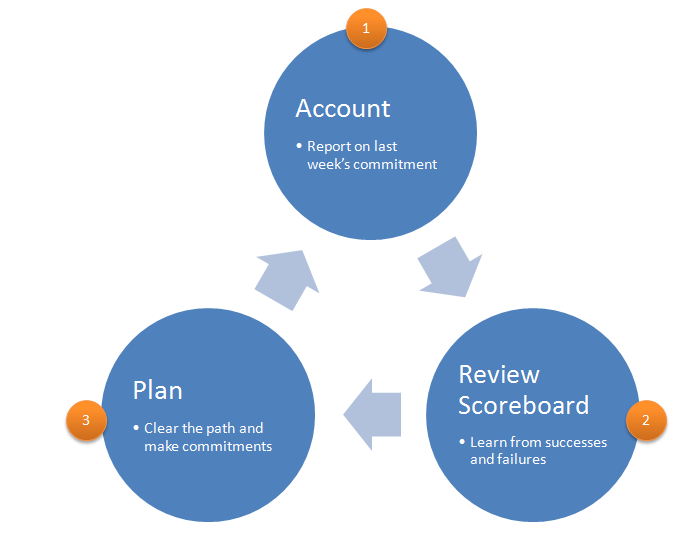 1
Account
• Report on last
week’s commitment
Review
Scoreboard
• Learn from successes
and failures
2
Plan
• Clear the path and
make commitments
3